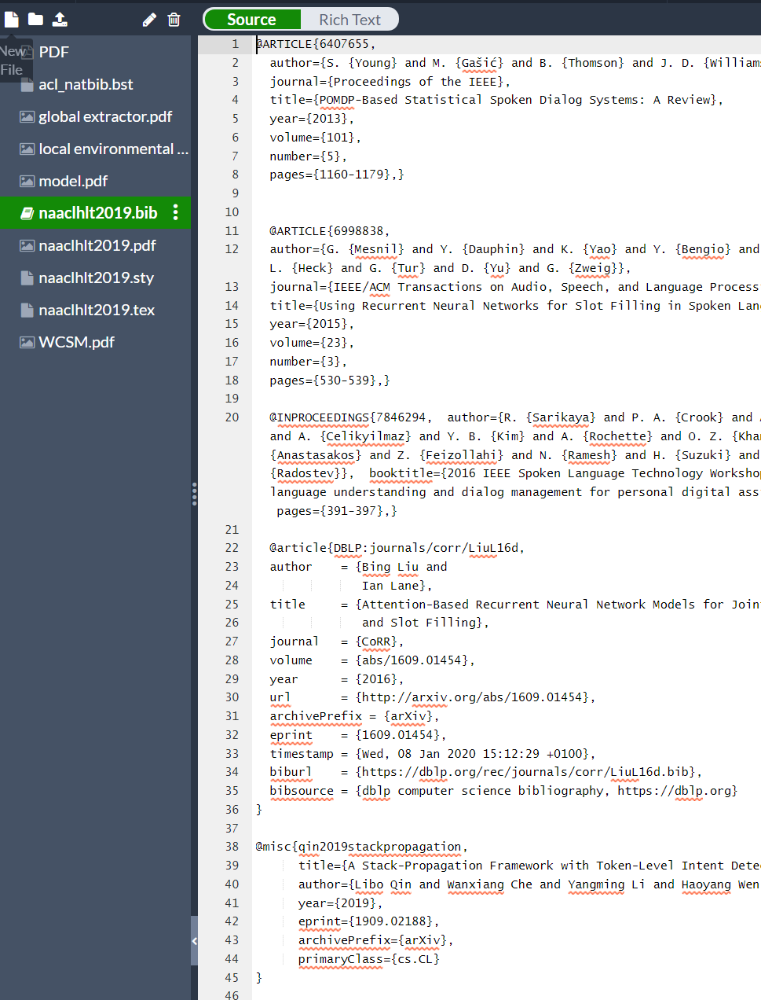 Source
Rich Text
New File
PDF
acl_natbib.bst
global extractor.pdf
local environmental ...
model.pdf
naaclhlt2019.bib
naaclhlt2019.pdf
naaclhlt2019.sty
naaclhlt2019.tex
WCSM.pdf
1 @ARTICLE{6407655,
2 author={S. {Young} and M. {Gašić} and B. {Thomson} and J. D. {Williams
3 journal={Proceedings of the IEEE},
4 title={POMDP-Based Statistical Spoken Dialog Systems: A Review},
5 year={2013},
6 volume={101},
7 number={5},
8 pages={1160-1179},}
9
10
11 @ARTICLE{6998838,
12 author={G. {Mesnil} and Y. {Dauphin} and K. {Yao} and Y. {Bengio} and
L. {Heck} and G. {Tur} and D. {Yu} and G. {Zweig}},
13 journal={IEEE/ACM Transactions on Audio, Speech, and Language Process
14 title={Using Recurrent Neural Networks for Slot Filling in Spoken Lan
15 year={2015},
16 volume={23},
17 number={3},
18 pages={530-539},}
19
20 @INPROCEEDINGS{7846294, author={R. {Sarikaya} and P. A. {Crook} and
and A. {Celikyilmaz} and Y. B. {Kim} and A. {Rochette} and O. Z. {Kha
{Anastasakos} and Z. {Feizollahi} and N. {Ramesh} and H. {Suzuki} and
{Radostev}}, booktitle={2016 IEEE Spoken Language Technology Workshop
language understanding and dialog management for personal digital ass
pages={391-397},}
21
22 @article{DBLP:journals/corr/LiuL16d,
23 author = {Bing Liu and
24 Ian Lane},
25 title = {Attention-Based Recurrent Neural Network Models for Join
26 and Slot Filling},
27 journal = {CoRR},
28 volume = {abs/1609.01454},
29 year = {2016},
30 url = {http://arxiv.org/abs/1609.01454},
31 archivePrefix = {arXiv},
32 eprint = {1609.01454},
33 timestamp = {Wed, 08 Jan 2020 15:12:29 +0100},
34 biburl = {https://dblp.org/rec/journals/corr/LiuL16d.bib},
35 bibsource = {dblp computer science bibliography, https://dblp.org}
36 }
37
38 @misc{qin2019stackpropagation,
39 title={A Stack-Propagation Framework with Token-Level Intent Dete
40 author={Libo Qin and Wanxiang Che and Yangming Li and Haoyang Wen
41 year={2019},
42 eprint={1909.02188},
43 archivePrefix={arXiv},
44 primaryClass={cs.CL}
45 }
46